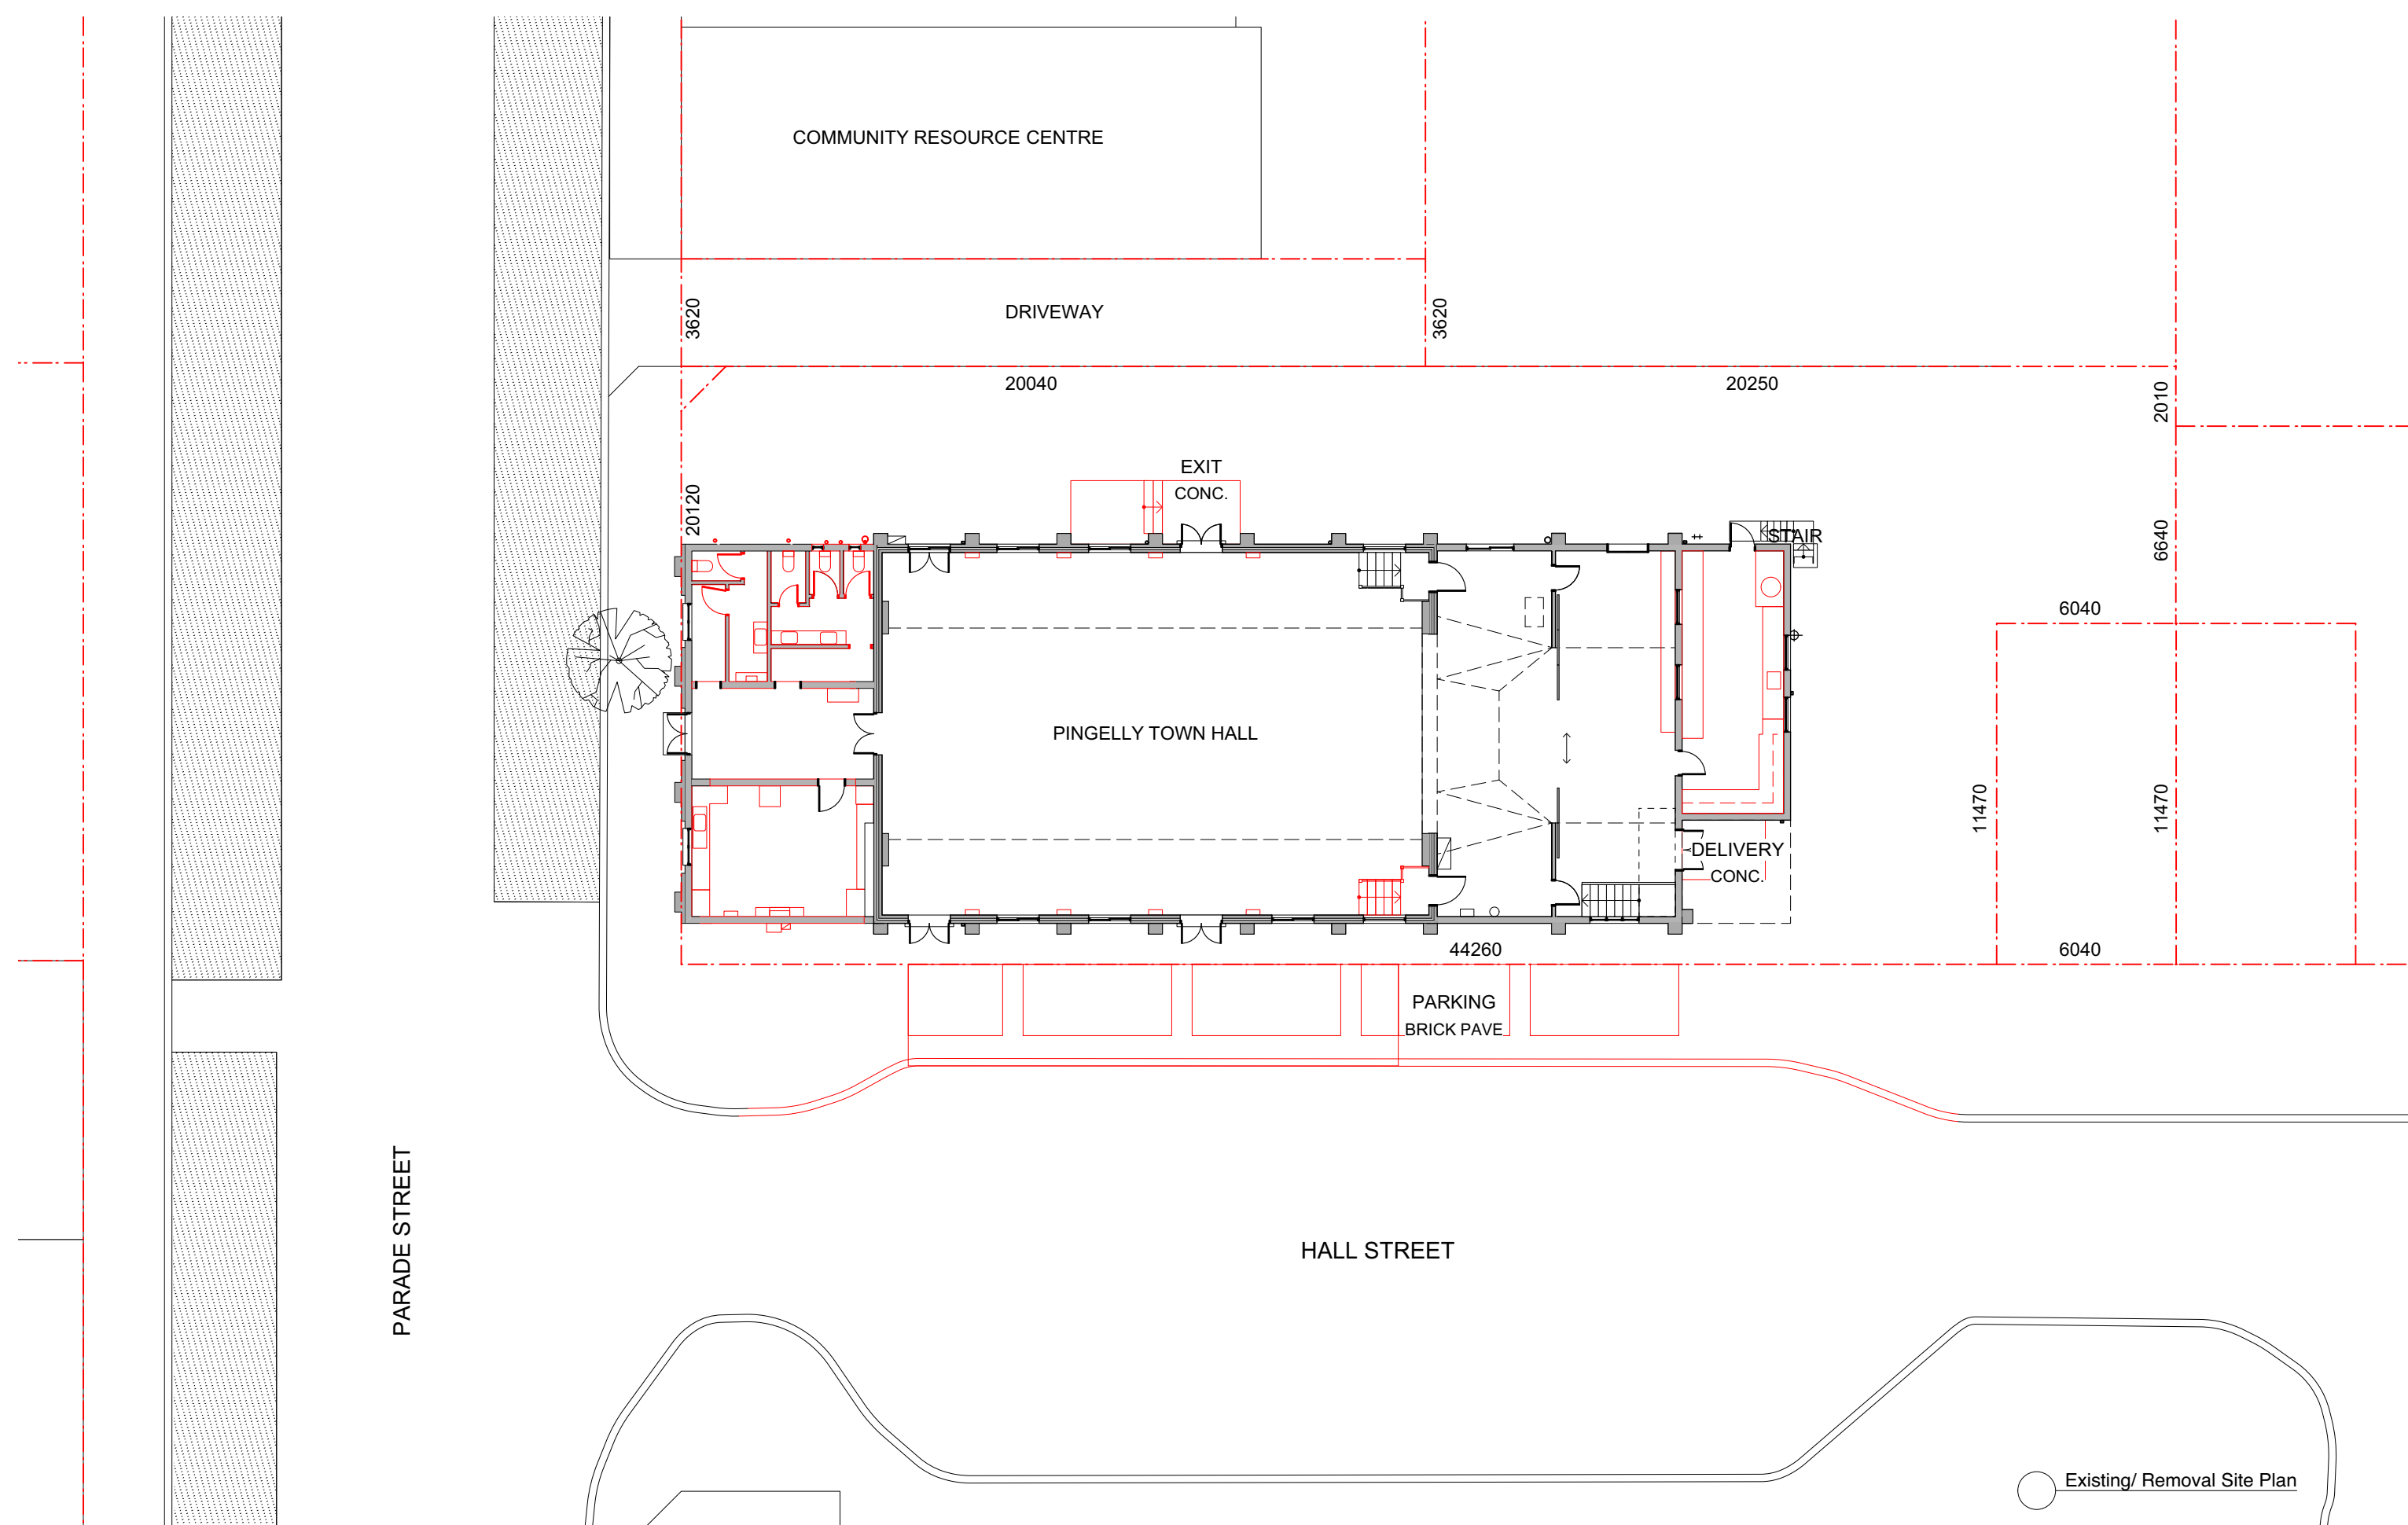 COMMUNITY RESOURCE CENTRE
3620
DRIVEWAY
3620
20040
20250
2010
EXIT
CONC.
20120
STAIR
6640
6040
PINGELLY TOWN HALL
11470
11470
DELIVERY
CONC.
44260
6040
PARKING
BRICK PAVE
PARADE STREET
HALL STREET
Existing/ Removal Site Plan